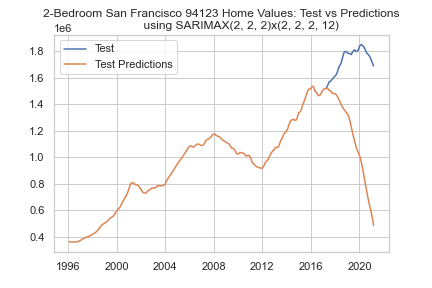 2-Bedroom San Francisco 94123 Home Values: Test vs Predictions
using SARIMAX(2, 2, 2)x(2, 2, 2, 12)
1e6
Test
Test Predictions
1.8
1.6
1.4
1.2
1.0
0.8
0.6
0.4
1996 2000 2004 2008 2012 2016 2020